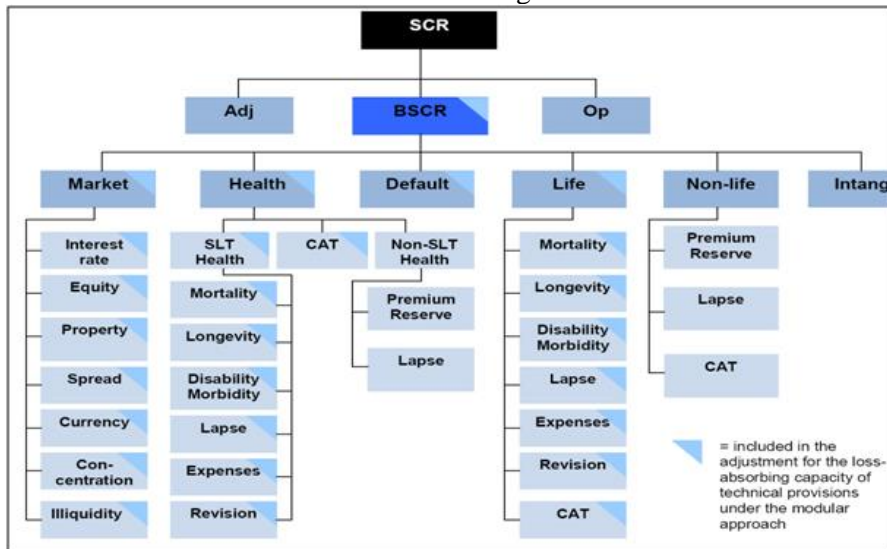 SCR
Adj
BSCR
Op
Market
Health
Default
Life
Non-life
Intang
Interest
rate
Equity
Property
Spread
Currency
Con-
centration
Illiquidity
SLT
Health
CAT
Non-SLT
Health
Mortality
Longevity
Disability
Morbidity
Lapse
Expenses
Revision
Premium
Reserve
Lapse
Mortality
Longevity
Disability
Morbidity
Lapse
Expenses
Revision
CAT
Premium
Reserve
Lapse
CAT
= included in the
adjustment for the loss-
absorbing capacity of
technical provisions
under the modular
approach